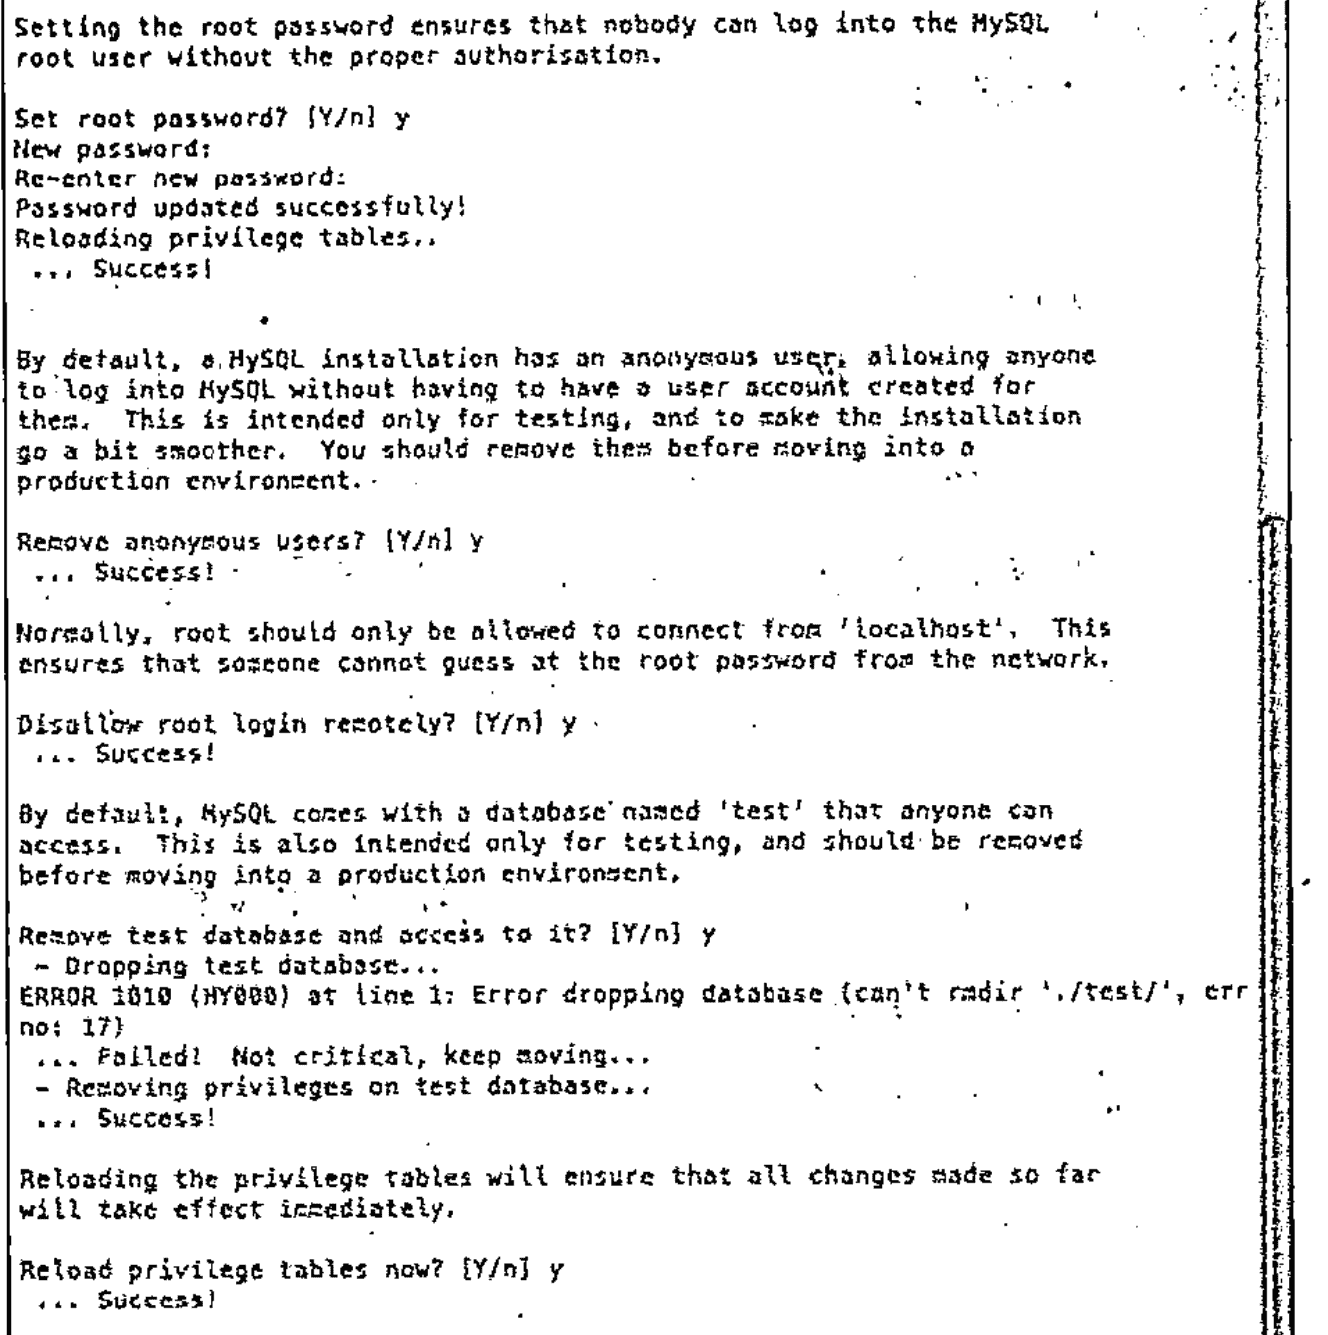 Setting the root password ensures that nobody can log into the MySQL
root user without the proper authorisation.
Set root password? [Y/n] y
New password:
Re-enter new password:
Password updated successfully!
Reloading privilege tables..
... Success!
By default, a MySQL installation has an anonymous user, allowing anyone
to log into MySQL without having to have a user account created for
them.  This is intended only for testing, and to make the installation
go a bit smoother.  You should remove them before moving into a
production environment.
Remove anonymous users? [Y/n] y
... Success!
Normally, root should only be allowed to connect from 'localhost'.  This
ensures that someone cannot guess at the root password from the network.
Disallow root login remotely? [Y/n] y
... Success!
By default, MySQL comes with a database named 'test' that anyone can
access.  This is also intended only for testing, and should be removed
before moving into a production environment.
Remove test database and access to it? [Y/n] y
- Dropping test database...
ERROR 1010 (HY000) at line 1: Error dropping database (can't rmdir './test/', err
no: 17)
... Failed!  Not critical, keep moving...
- Removing privileges on test database...
... Success!
Reloading the privilege tables will ensure that all changes made so far
will take effect immediately.
Reload privilege tables now? [Y/n] y
... Success!